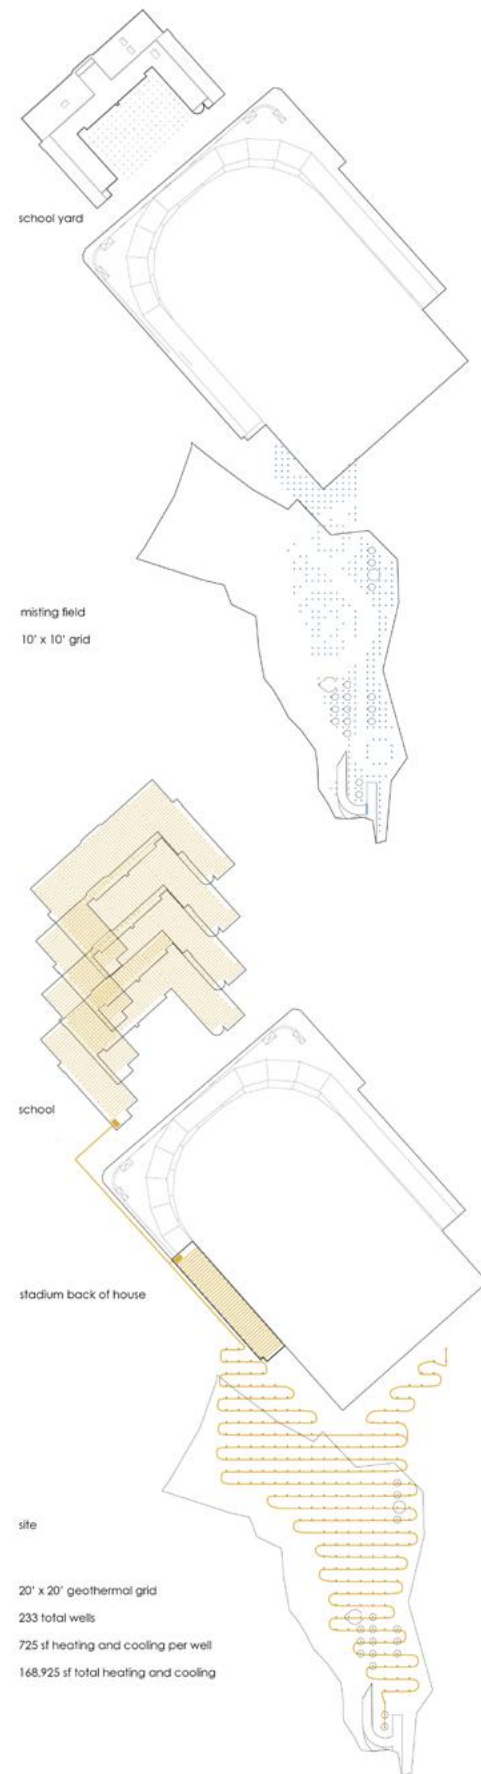 school yard
misting field
10' x 10' grid
school
stadium back of house
site
20' x 20' geothermal grid
233 total wells
725 sf heating and cooling per well
168,925 sf total heating and cooling